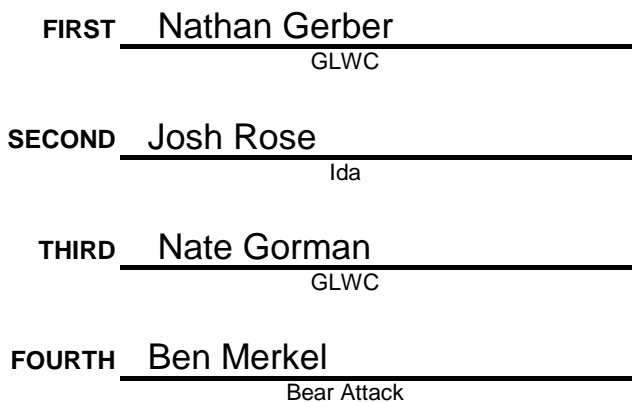 FIRST Nathan Gerber
GLWC
SECOND Josh Rose
Ida
THIRD Nate Gorman
GLWC
FOURTH Ben Merkel
Bear Attack